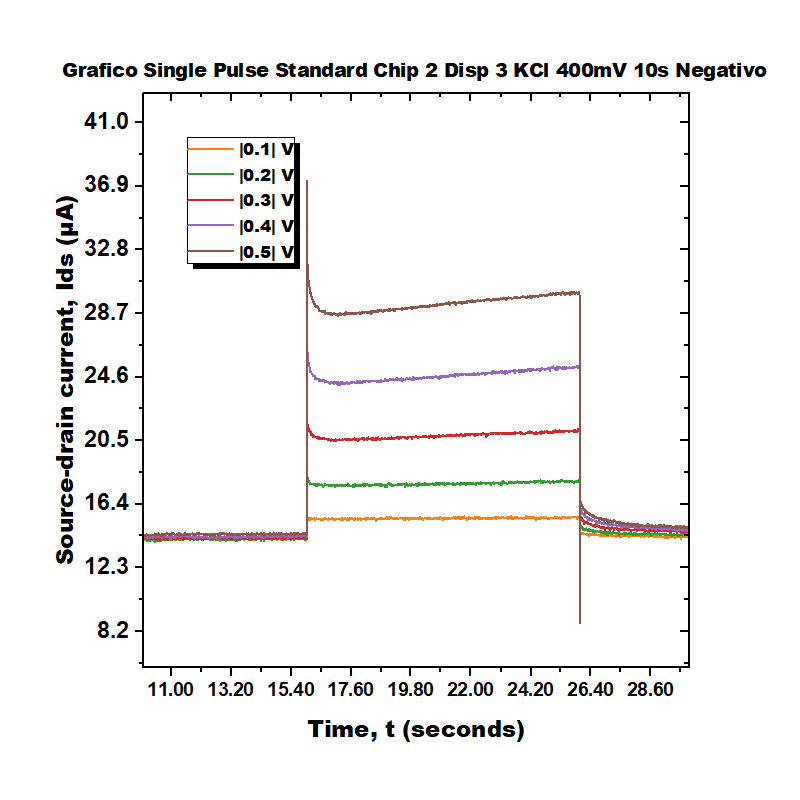 Grafico Single Pulse Standard Chip 2 Disp 3 KCl 400mV 10s Negativo
41.0
36.9
32.8
28.7
24.6
20.5
16.4
12.3
8.2
Source-drain current, Ids (µA)
|0.1| V
|0.2| V
|0.3| V
|0.4| V
|0.5| V
11.00 13.20 15.40 17.60 19.80 22.00 24.20 26.40 28.60
Time, t (seconds)